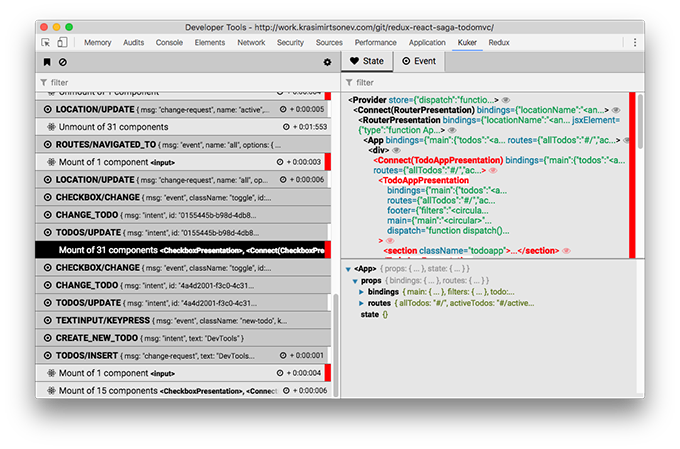 Developer Tools - http://work.krasimirtsonev.com/git/redux-react-saga-todomvc/
Memory Audits Console Elements Network Security Sources Performance Application Kuker Redux
State Event
filter
Unmount of 1 components + 0:00:004
LOCATION/UPDATE { msg: "change-request", name: "active",... + 0:00:005
Unmount of 31 components + 0:01:553
ROUTES/NAVIGATED_TO { msg: "event", name: "all", options: { ...
Mount of 1 component <input> + 0:00:003
LOCATION/UPDATE { msg: "change-request", name: "all", op... + 0:00:006
CHECKBOX/CHANGE { msg: "event", className: "toggle", id:...
CHANGE_TODO { msg: "intent", id: "0155445b-b98d-4db8...
TODOS/UPDATE { msg: "intent", id: "0155445b-b98d-4db8...
Mount of 31 components <CheckboxPresentation>, <Connect(CheckboxPre
CHECKBOX/CHANGE { msg: "event", className: "toggle", id:...
CHANGE_TODO { msg: "intent", id: "4a4d2001-f3c0-4c31...
TODOS/UPDATE { msg: "intent", id: "4a4d2001-f3c0-4c31...
TEXTINPUT/KEYPRESS { msg: "event", className: "new-todo", k...
CREATE_NEW_TODO { msg: "intent", text: "DevTools" }
TODOS/INSERT { msg: "change-request", text: "DevTools... + 0:00:001
Mount of 1 component <input> + 0:00:004
Mount of 15 components <CheckboxPresentation>, <Connect + 0:00:006
filter
<Provider store={"dispatch":"functio...>
<Connect(RouterPresentation) bindings={"locationName":"<an...>
<RouterPresentation bindings={"locationName":"<an... jsxElement=
{"type":"function Ap...>
<App bindings={"main":{"todos":"<a... routes={"allTodos":"#/","ac...>
<div>
<Connect(TodoAppPresentation) bindings={"main":{"todos":"<a...
routes={"allTodos":"#/","ac...>
<TodoAppPresentation
bindings={"main":{"todos":"<a...
routes={"allTodos":"#/","ac...
footer={"filters":"<circula...
main={"main":"<circular>"...
dispatch="function dispatch()...
>
<section className="todoapp">...</section>
<App> { props: { ... }, state: { ... } }
props { bindings: { ... }, routes: { ... } }
bindings { main: { ... }, filters: { ... }, todo:...
routes { allTodos: "#/", activeTodos: "#/active...
state {}